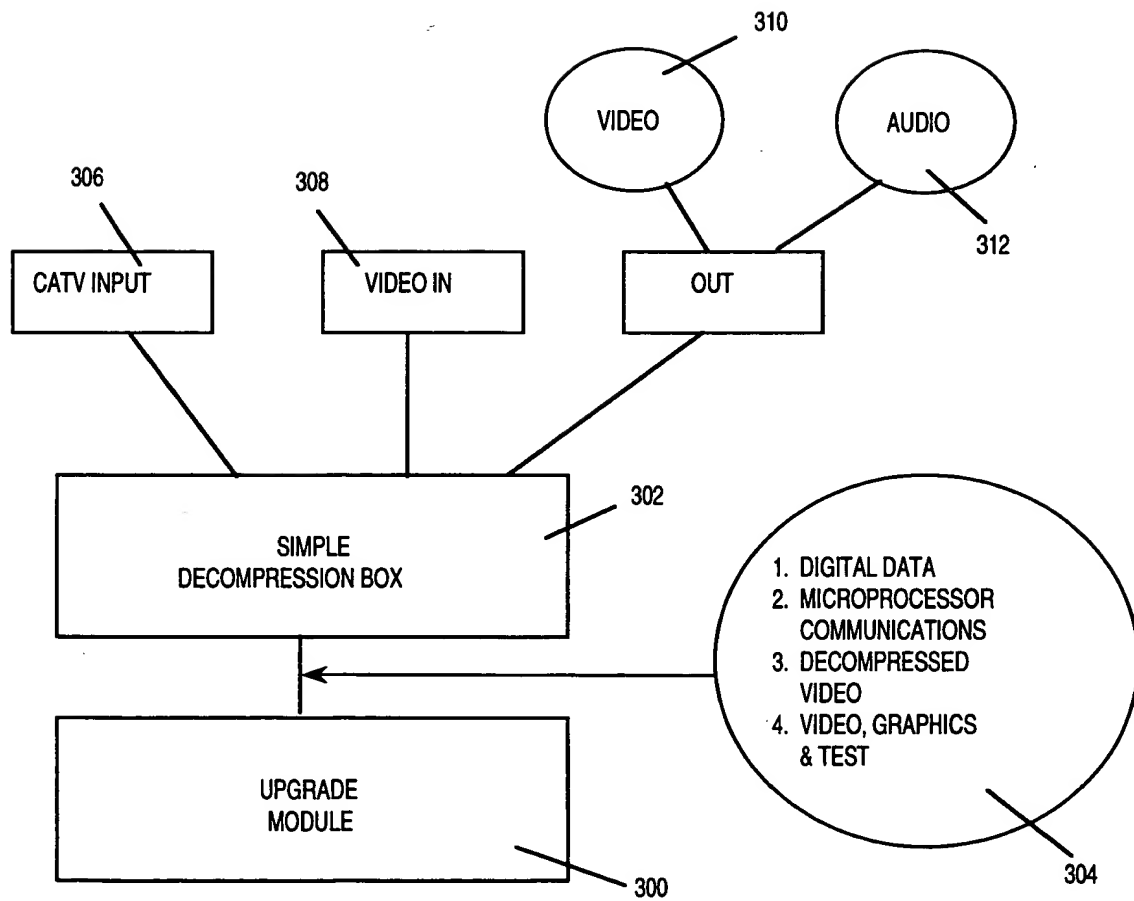 310
VIDEO
AUDIO
306
308
312
CATV INPUT
VIDEO IN
OUT
302
SIMPLE
DECOMPRESSION BOX
1. DIGITAL DATA
2. MICROPROCESSOR
COMMUNICATIONS
3. DECOMPRESSED
VIDEO
4. VIDEO, GRAPHICS
& TEST
UPGRADE
MODULE
304
300